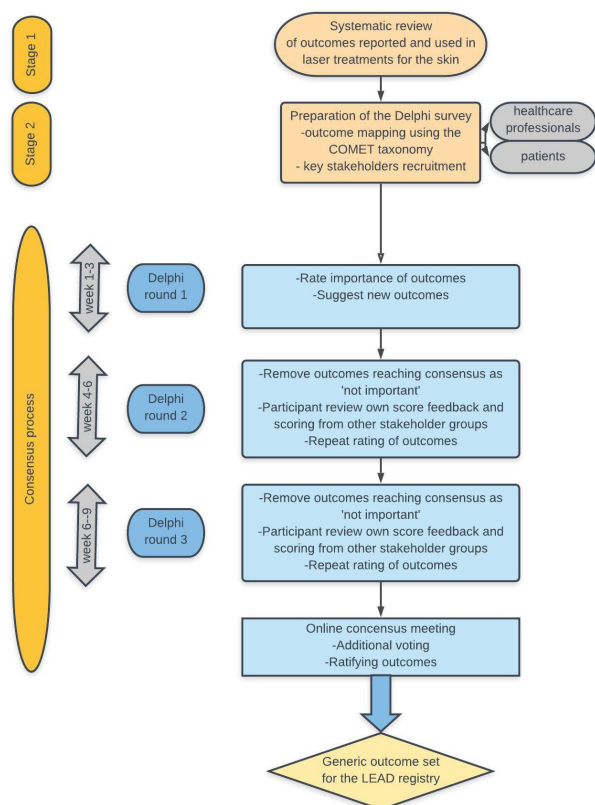 Stage 1
Systematic review
of outcomes reported and used in
laser treatments for the skin
Stage 2
Preparation of the Delphi survey
-outcome mapping using the
COMET taxonomy
- key stakeholders recruitment
healthcare
professionals
patients
Consensus process
week 1-3
Delphi
round 1
-Rate importance of outcomes
-Suggest new outcomes
week 4-6
Delphi
round 2
-Remove outcomes reaching consensus as
'not important'
-Participant review own score feedback and
scoring from other stakeholder groups
-Repeat rating of outcomes
week 6--9
Delphi
round 3
-Remove outcomes reaching consensus as
'not important'
-Participant review own score feedback and
scoring from other stakeholder groups
-Repeat rating of outcomes
Online concensus meeting
-Additional voting
-Ratifying outcomes
Generic outcome set
for the LEAD registry